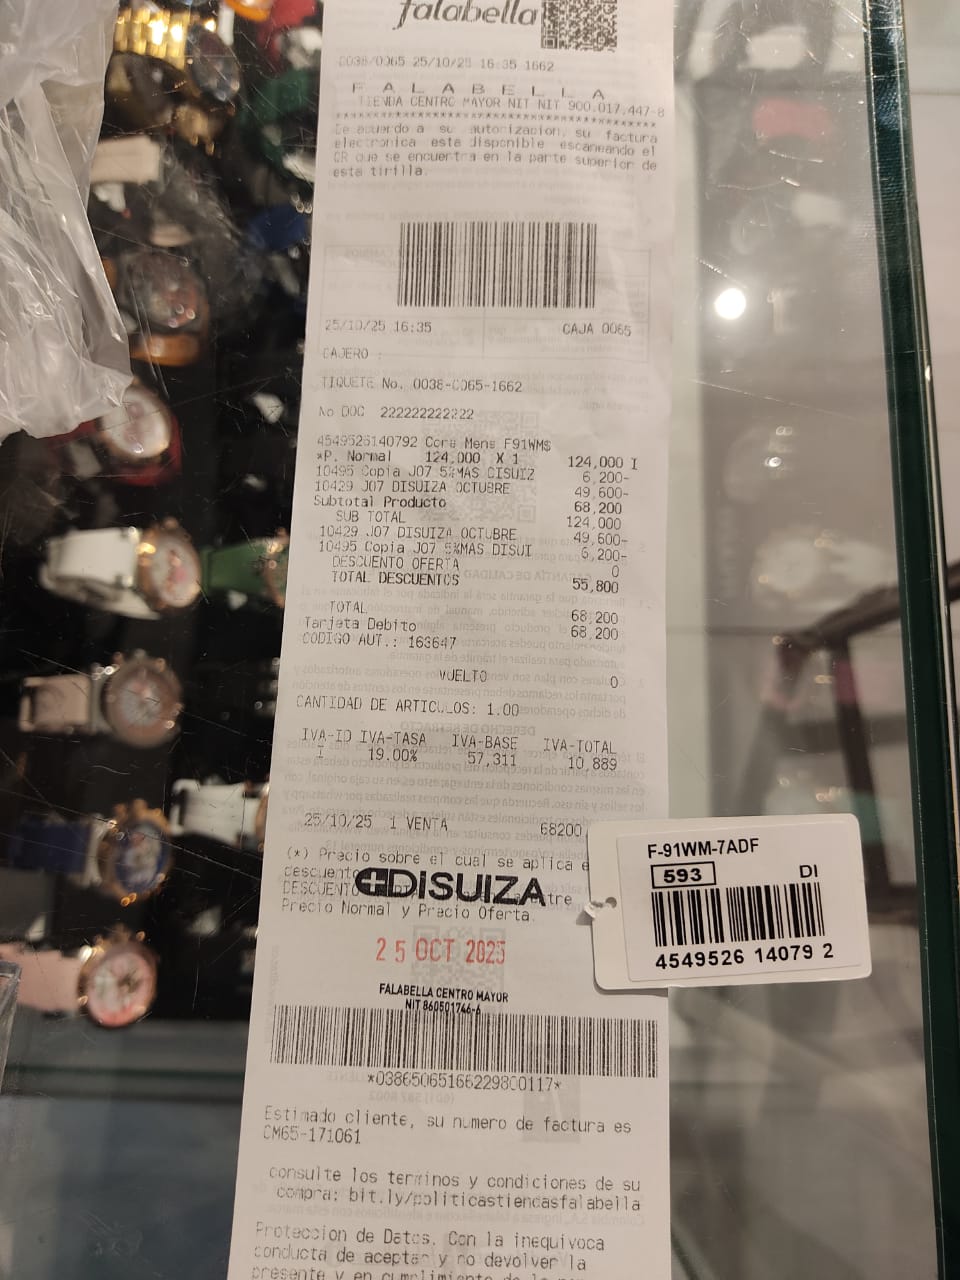 falabella
0038/0065 25/10/25 16:35 1662
F A L A B E L L A
TIENDA CENTRO MAYOR NIT NIT 900.017.447-8
****************************************
De acuerdo a su autorizacion, su factura
electronica esta disponible escaneando el
QR que se encuentra en la parte superior de
esta tirilla.
25/10/25 16:35 CAJA 0065
CAJERO :
TIQUETE No. 0038-0065-1662
No DOC 222222222222
4549526140792 Core Mens F91WM$
*P. Normal 124,000 X 1 124,000 I
10495 Copia J07 5%MAS DISUIZ 6,200-
10429 J07 DISUIZA OCTUBRE 49,600-
Subtotal Producto 68,200
SUB TOTAL 124,000
10429 J07 DISUIZA OCTUBRE 49,600-
10495 Copia J07 5%MAS DISUI 6,200-
DESCUENTO OFERTA 0
TOTAL DESCUENTOS 55,800
TOTAL 68,200
Tarjeta Debito 68,200
CODIGO AUT.: 163647
VUELTO 0
CANTIDAD DE ARTICULOS: 1.00
IVA-ID IVA-TASA IVA-BASE IVA-TOTAL
I 19.00% 57,311 10,889
25/10/25 1 VENTA 68200
(*) Precio sobre el cual se aplica e
descuento
DISUIZA
DESCUENTO
Precio Normal y Precio Oferta.
25 OCT 2025
FALABELLA CENTRO MAYOR
NIT 860501746-6
*03865065166229800117*
Estimado cliente, su numero de factura es
CM65-171061
consulte los terminos y condiciones de su
compra: bit.ly/politicastiendasfalabella
Proteccion de Datos. Con la inequivoca
conducta de aceptar y no devolver la
presente y en cumplimiento de
F-91WM-7ADF
593 DI
4549526 14079 2